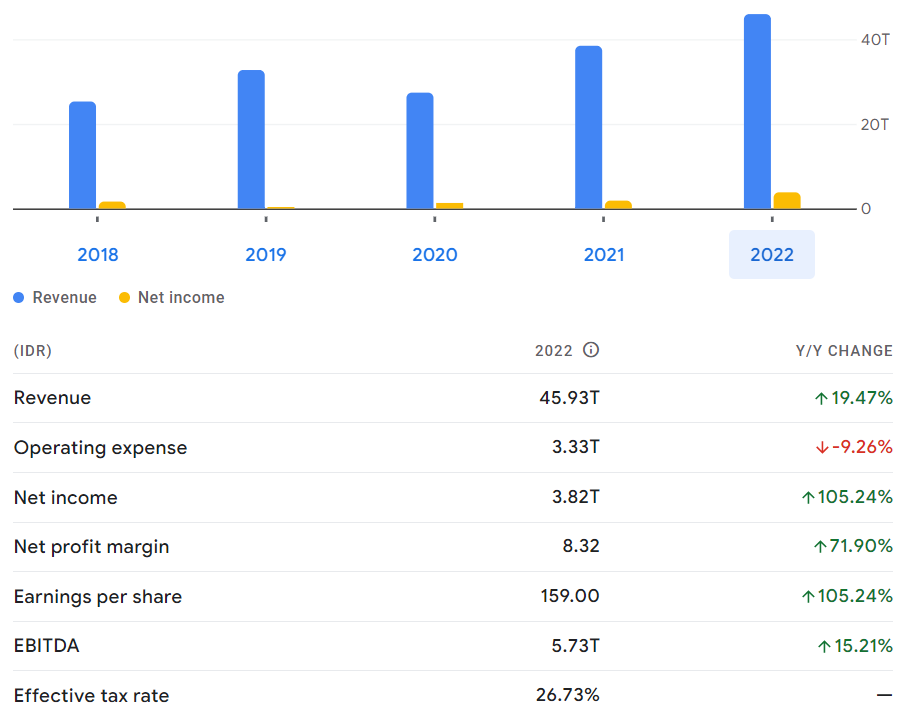 40T
20T
0
2018 2019 2020 2021 2022
Revenue Net income
(IDR) 2022 Y/Y CHANGE
Revenue 45.93T ↑19.47%
Operating expense 3.33T ↓-9.26%
Net income 3.82T ↑105.24%
Net profit margin 8.32 ↑71.90%
Earnings per share 159.00 ↑105.24%
EBITDA 5.73T ↑15.21%
Effective tax rate 26.73% —